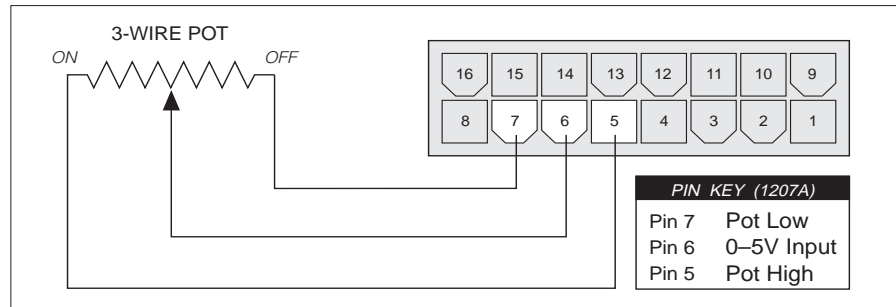 3-WIRE POT
ON OFF
16 15 14 13 12 11 10 9
8 7 6 5 4 3 2 1
PIN KEY (1207A)
Pin 7 Pot Low
Pin 6 0–5V Input
Pin 5 Pot High